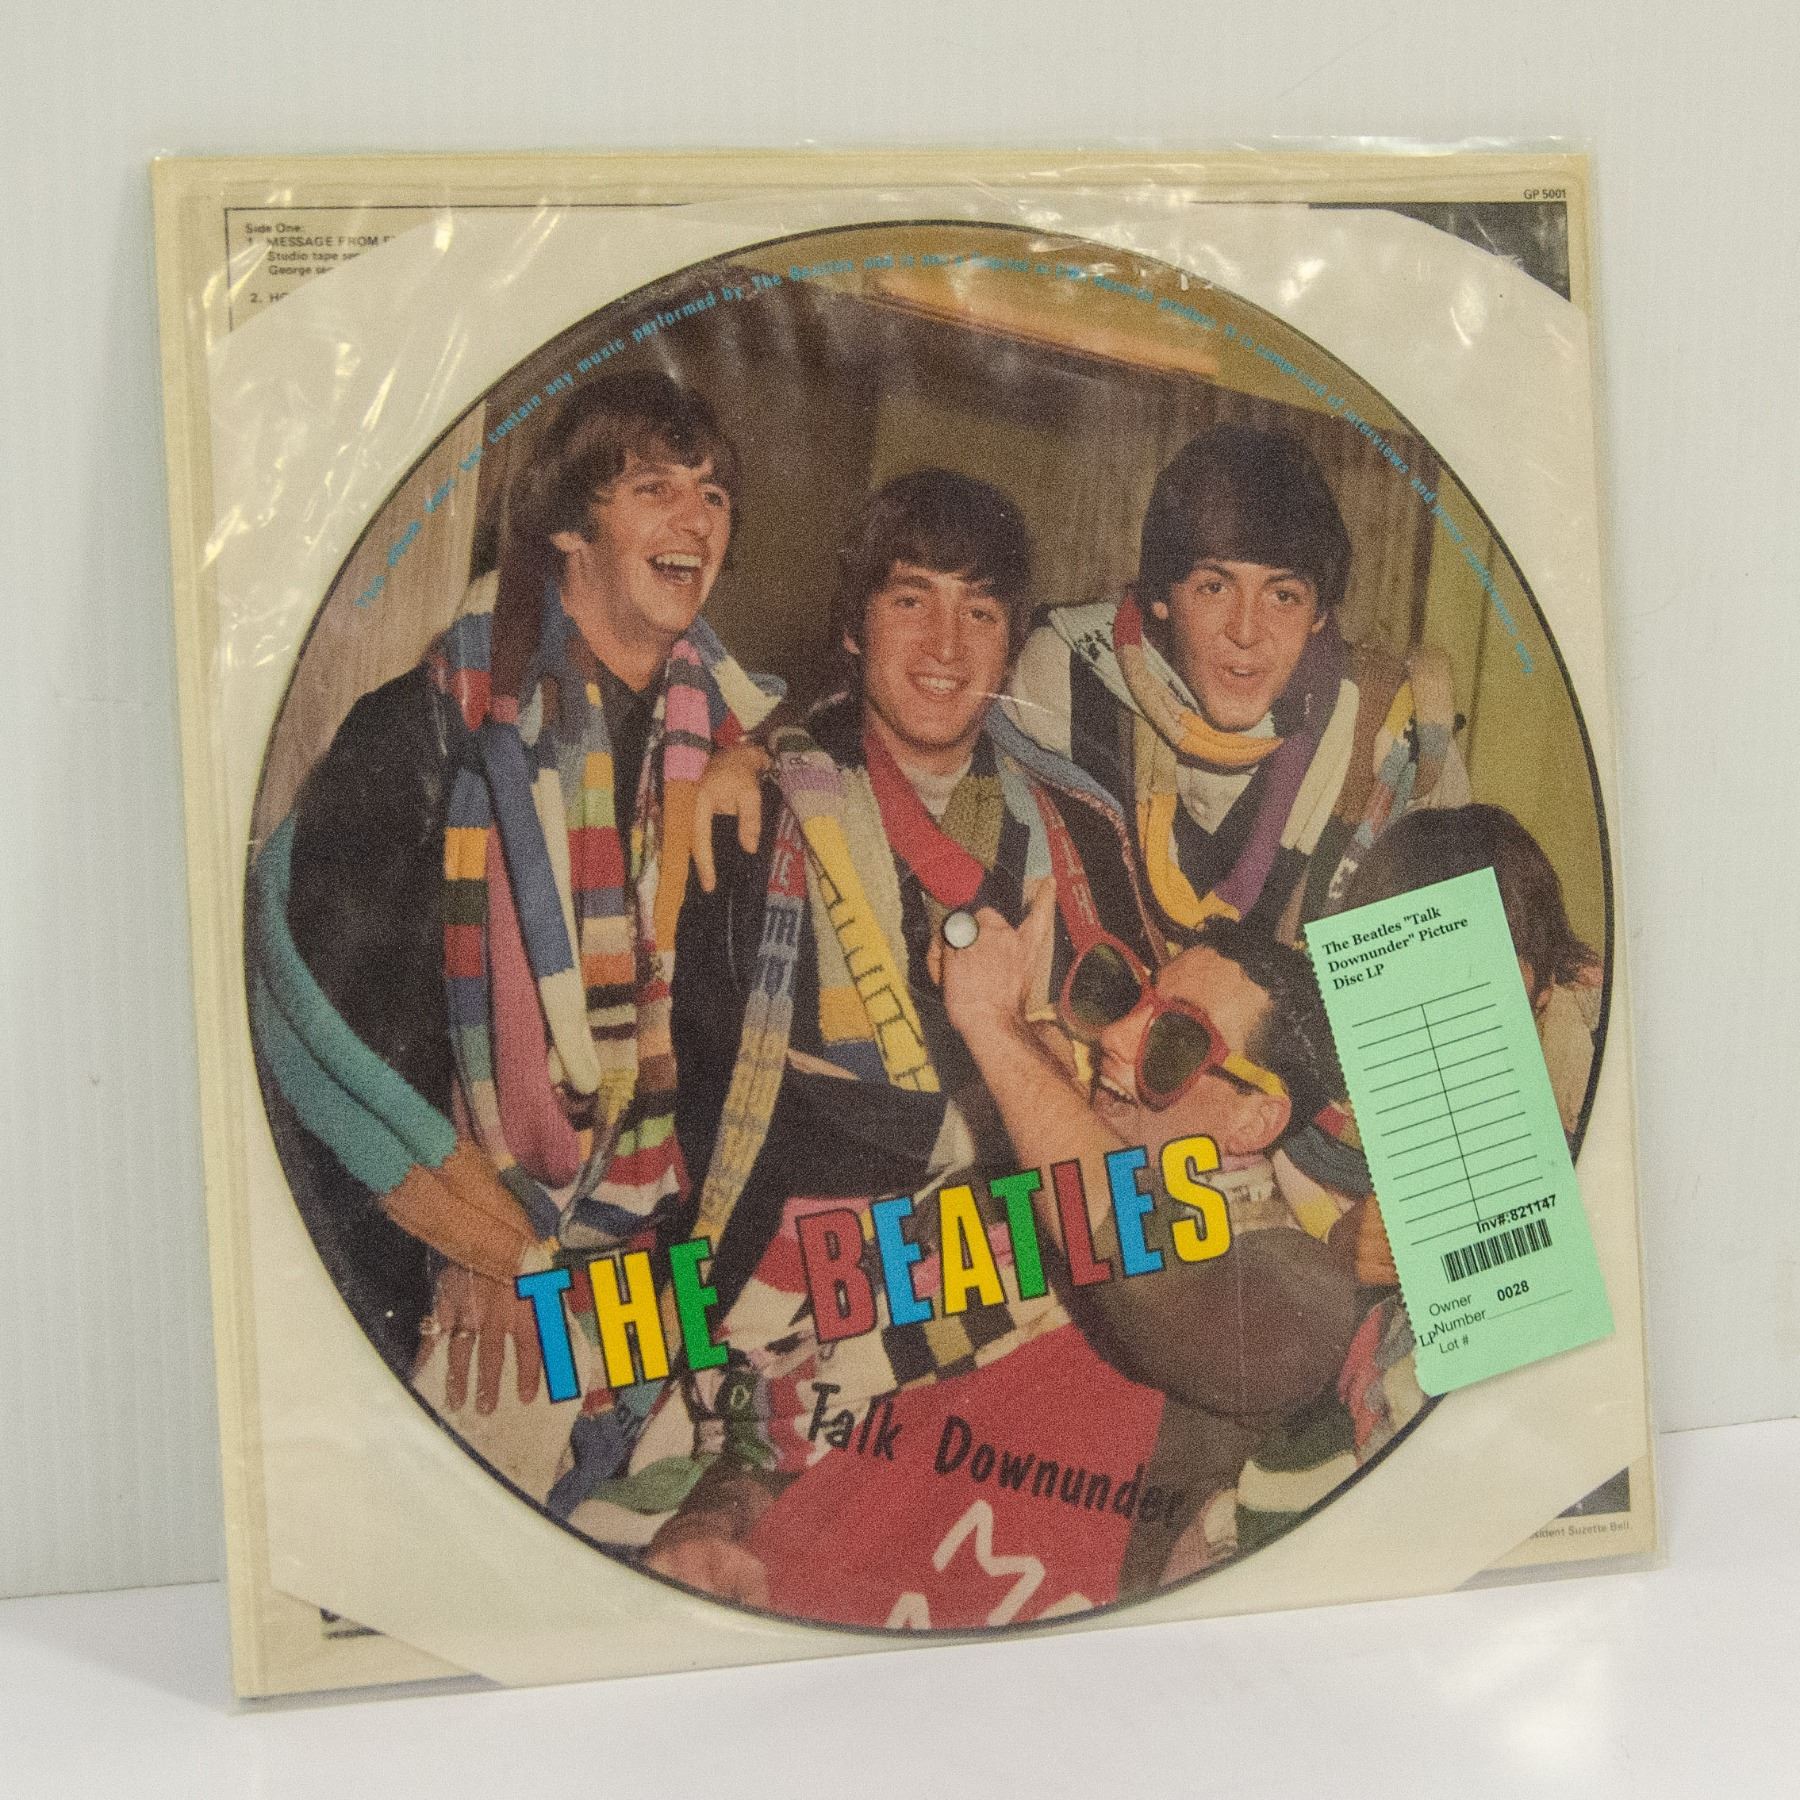 GP 5001
Side One:
1. MESSAGE FROM
Studio tape
George
2.
This album does not contain any music performed by The Beatles and is not a Capitol or EMI Records product. It is comprised of interviews and press conferences only
THE BEATLES
Talk Downunder
The Beatles "Talk
Downunder" Picture
Disc LP
Inv#:821147
Owner
Number 0028
LP
Lot #
Suzette Bell.